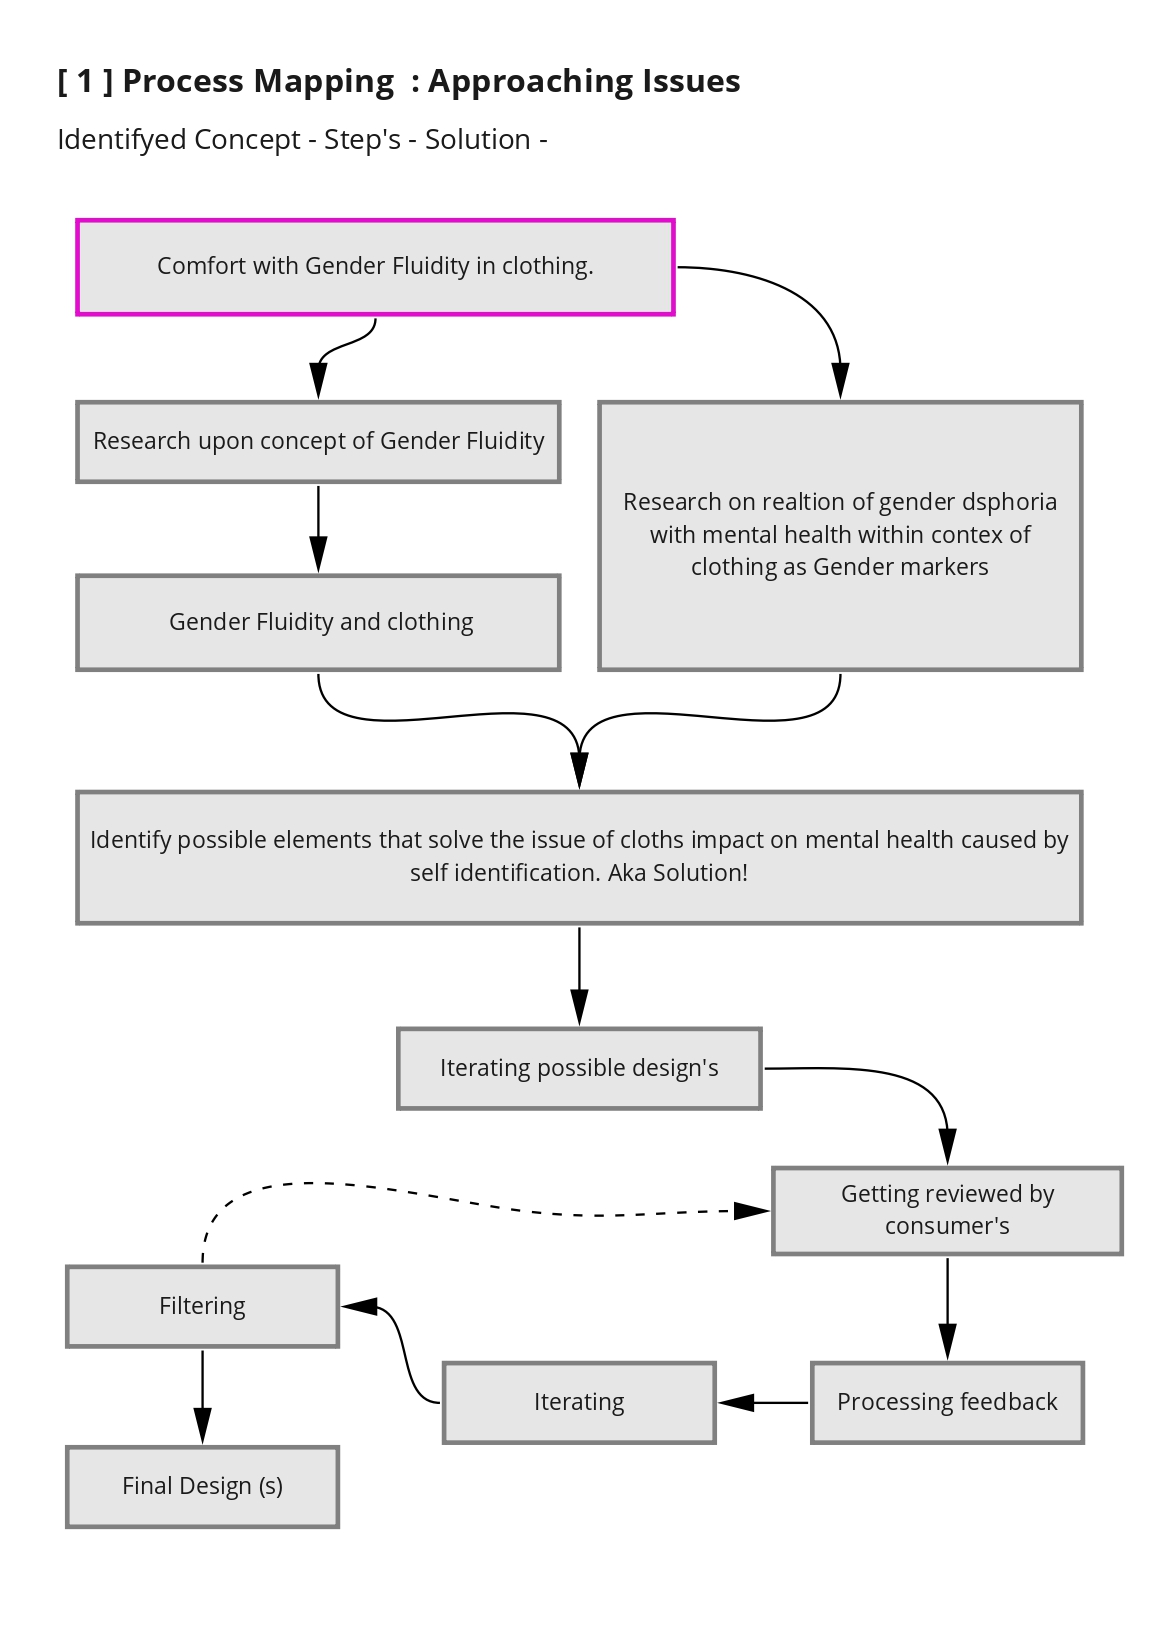 [ 1 ] Process Mapping  : Approaching Issues
Identifyed Concept - Step's - Solution -
Comfort with Gender Fluidity in clothing.
Research upon concept of Gender Fluidity
Research on realtion of gender dsphoria
with mental health within contex of
clothing as Gender markers
Gender Fluidity and clothing
Identify possible elements that solve the issue of cloths impact on mental health caused by
self identification. Aka Solution!
Iterating possible design's
Getting reviewed by
consumer's
Filtering
Iterating
Processing feedback
Final Design (s)